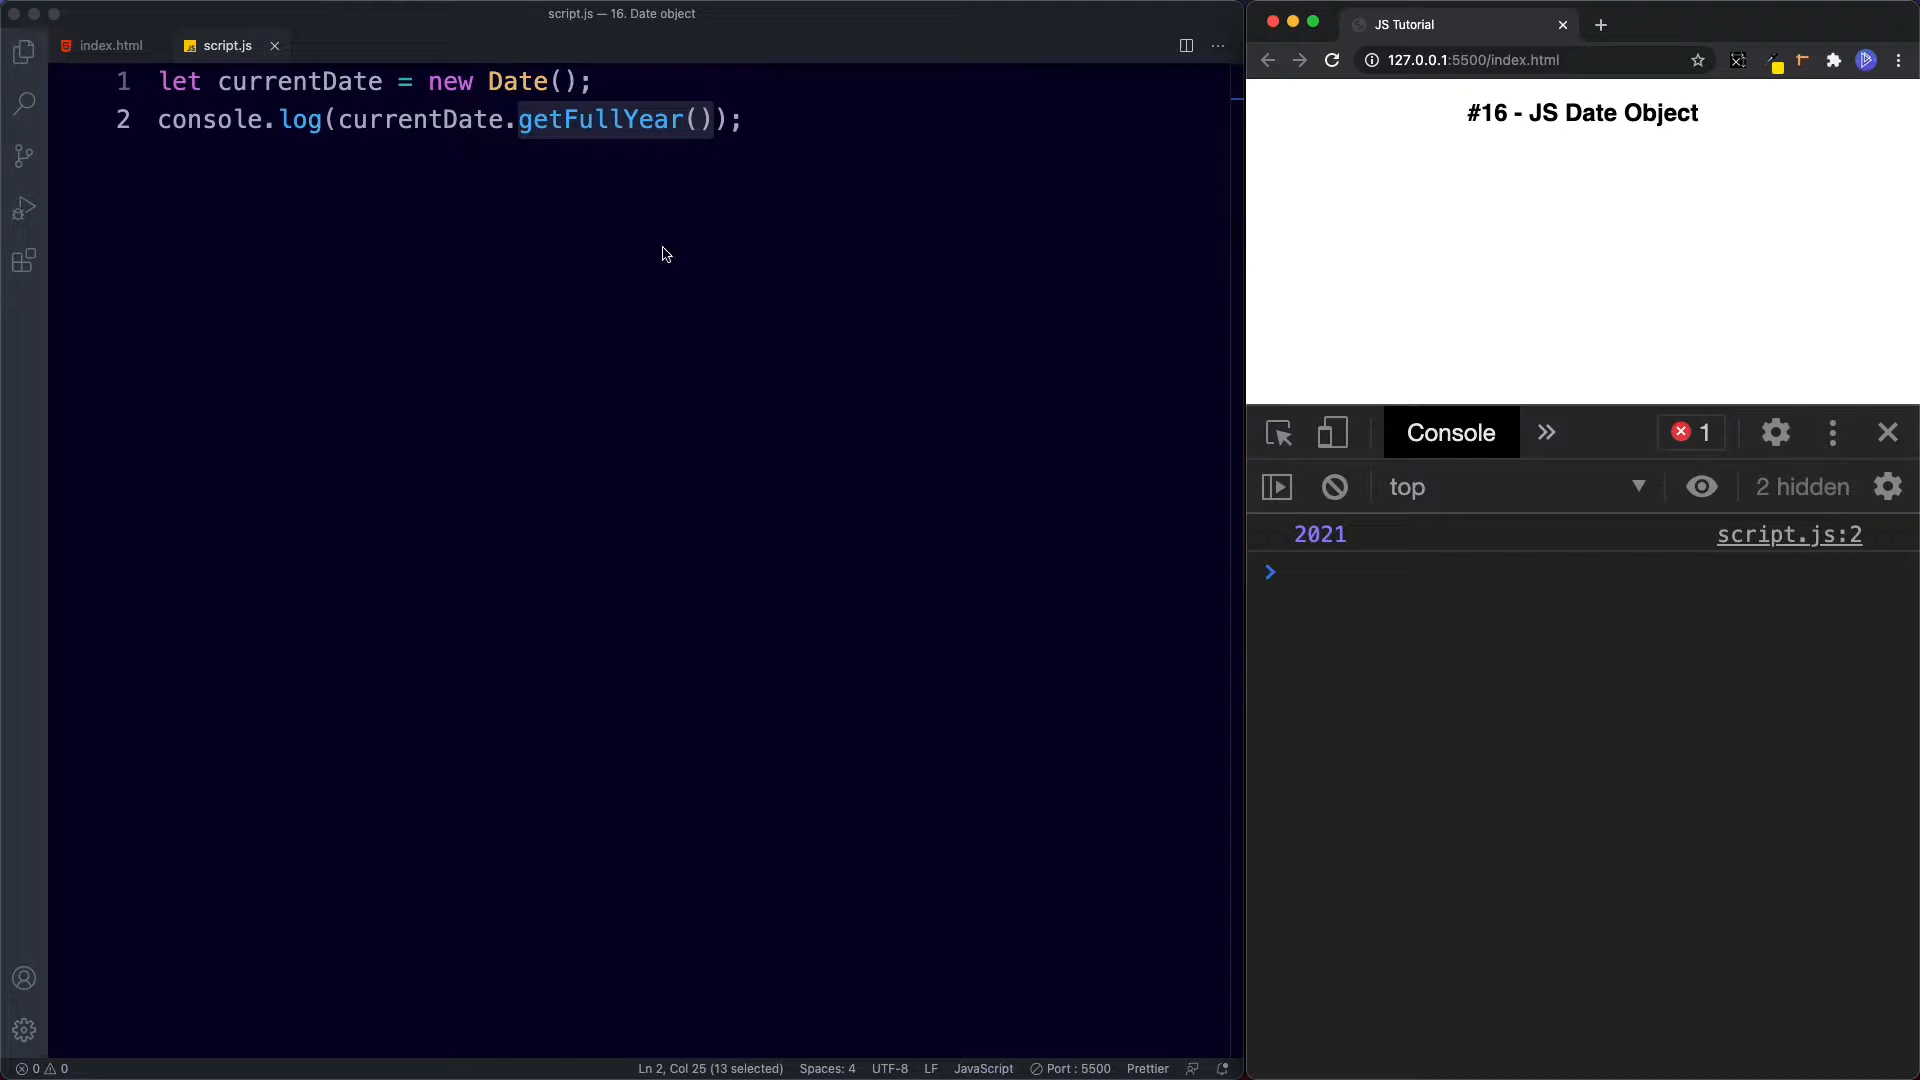 script.js — 16. Date object
index.html
script.js
1 let currentDate = new Date();
2 console.log(currentDate.getFullYear());
0 0
Ln 2, Col 25 (13 selected)
Spaces: 4
UTF-8
LF
JavaScript
Port : 5500
Prettier
JS Tutorial
127.0.0.1:5500/index.html
#16 - JS Date Object
Console
1
top
2 hidden
2021
script.js:2